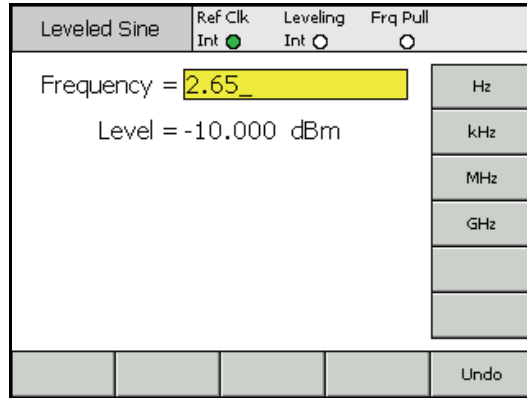 Leveled Sine
Ref Clk Leveling Frq Pull
Int Int
Frequency = 2.65_
Level = -10.000 dBm
Hz
kHz
MHz
GHz
Undo